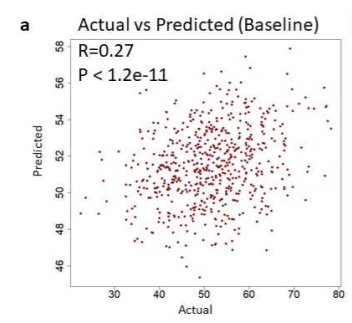 a Actual vs Predicted (Baseline)
R=0.27
P < 1.2e-11
58
56
54
52
50
48
46
Predicted
30 40 50 60 70 80
Actual